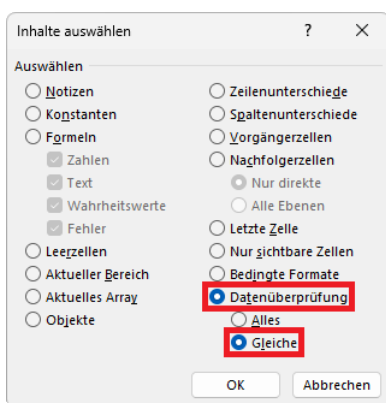 Inhalte auswählen ? ×
Auswählen
Notizen
Konstanten
Formeln
Zahlen
Text
Wahrheitswerte
Fehler
Leerzellen
Aktueller Bereich
Aktuelles Array
Objekte
Zeilenunterschiede
Spaltenunterschiede
Vorgängerzellen
Nachfolgerzellen
Nur direkte
Alle Ebenen
Letzte Zelle
Nur sichtbare Zellen
Bedingte Formate
Datenüberprüfung
Alles
Gleiche
OK Abbrechen